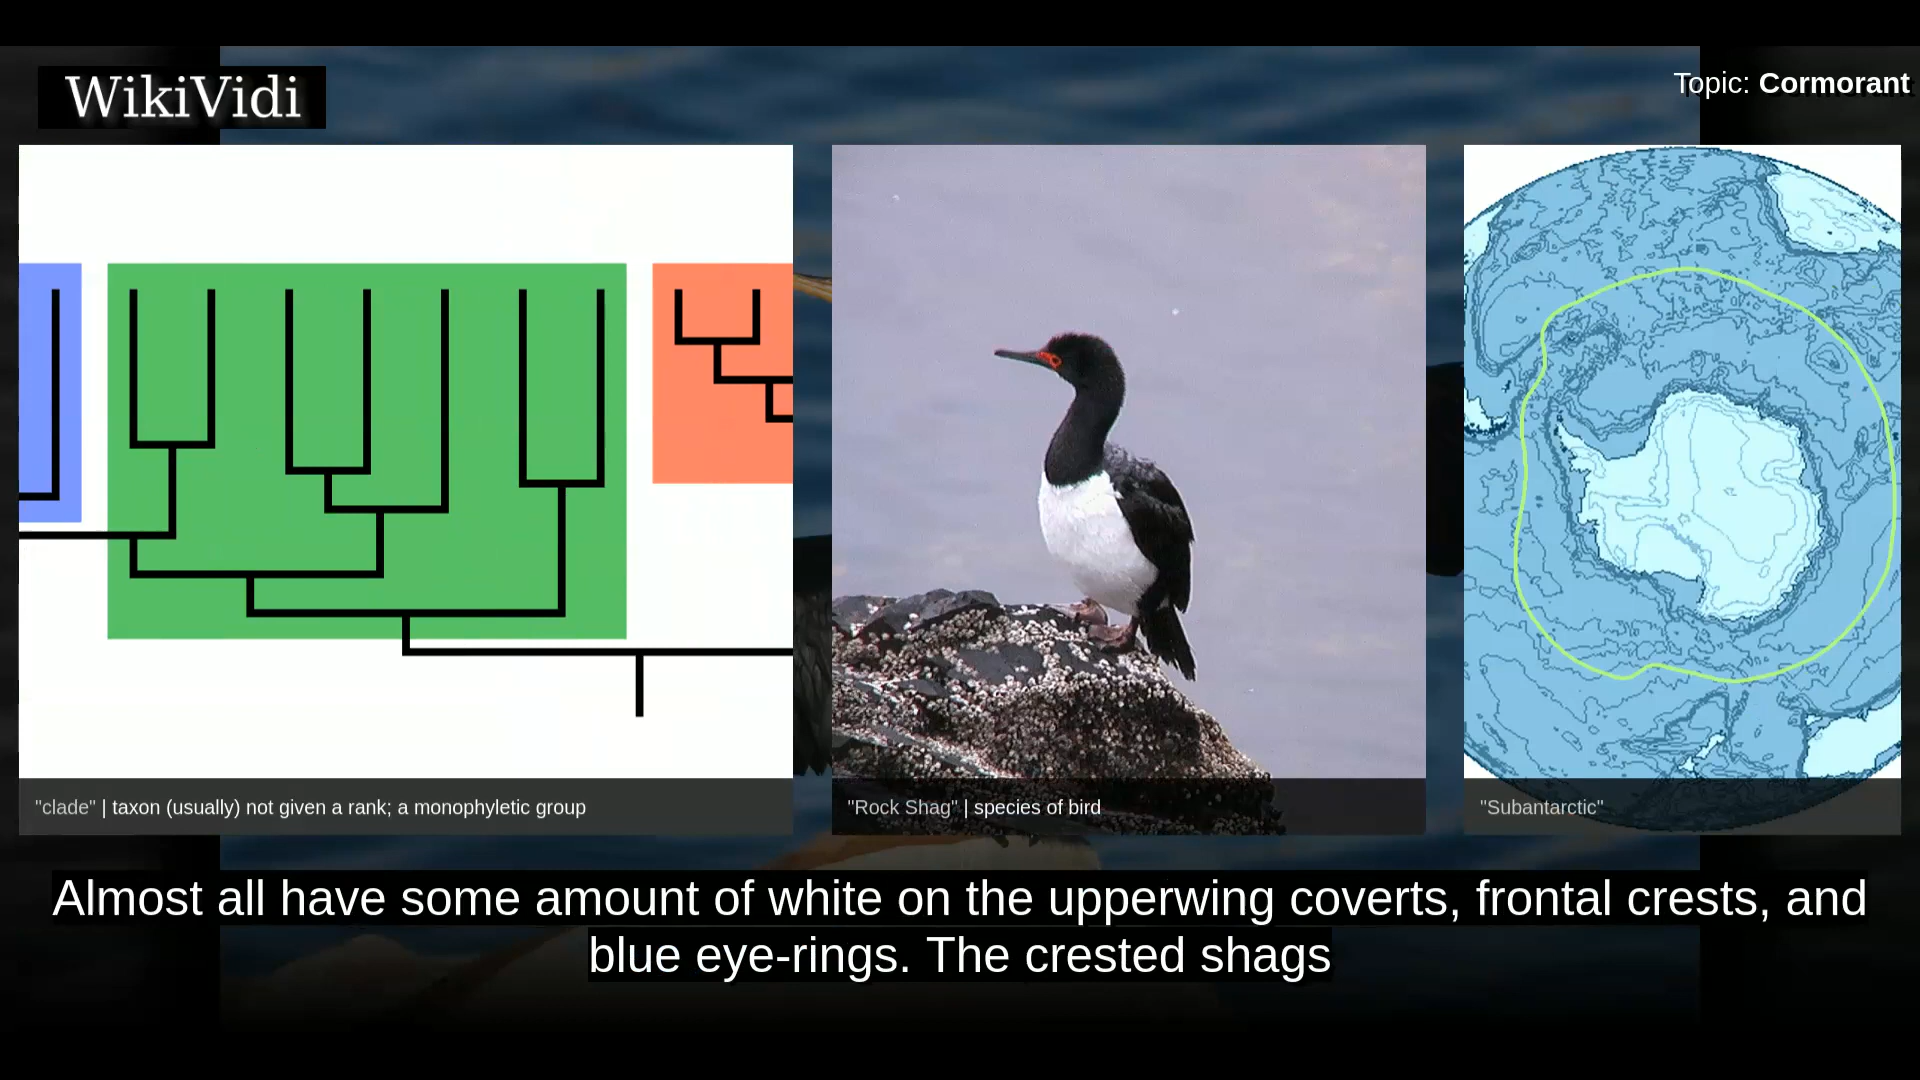 WikiVidi
Topic: Cormorant
"clade" | taxon (usually) not given a rank; a monophyletic group
"Rock Shag" | species of bird
"Subantarctic"
Almost all have some amount of white on the upperwing coverts, frontal crests, and
blue eye-rings. The crested shags